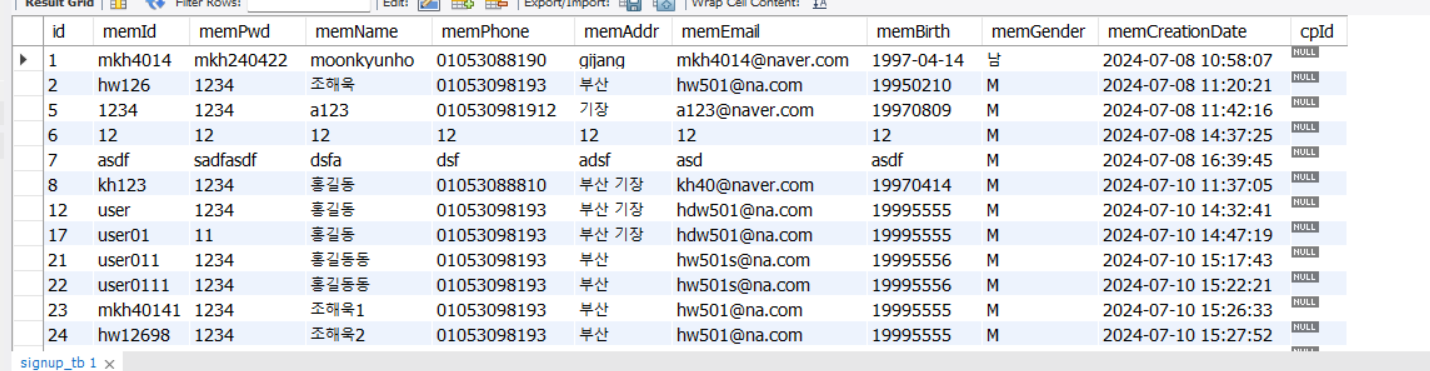 Result Grid Filter Rows: Edit: Export/Import: Wrap Cell Content: IA
id memId memPwd memName memPhone memAddr memEmail memBirth memGender memCreationDate cpId
1 mkh4014 mkh240422 moonkyunho 01053088190 gijang mkh4014@naver.com 1997-04-14 남 2024-07-08 10:58:07 NULL
2 hw126 1234 조해욱 01053098193 부산 hw501@na.com 19950210 M 2024-07-08 11:20:21 NULL
5 1234 1234 a123 010530981912 기장 a123@naver.com 19970809 M 2024-07-08 11:42:16 NULL
6 12 12 12 12 12 12 12 M 2024-07-08 14:37:25 NULL
7 asdf sadfasdf dsfa dsf adsf asd asdf M 2024-07-08 16:39:45 NULL
8 kh123 1234 홍길동 01053088810 부산 기장 kh40@naver.com 19970414 M 2024-07-10 11:37:05 NULL
12 user 1234 홍길동 01053098193 부산 기장 hdw501@na.com 19995555 M 2024-07-10 14:32:41 NULL
17 user01 11 홍길동 01053098193 부산 기장 hdw501@na.com 19995555 M 2024-07-10 14:47:19 NULL
21 user011 1234 홍길동동 01053098193 부산 hw501s@na.com 19995556 M 2024-07-10 15:17:43 NULL
22 user0111 1234 홍길동동 01053098193 부산 hw501s@na.com 19995556 M 2024-07-10 15:22:21 NULL
23 mkh40141 1234 조해욱1 01053098193 부산 hw501@na.com 19995555 M 2024-07-10 15:26:33 NULL
24 hw12698 1234 조해욱2 01053098193 부산 hw501@na.com 19995555 M 2024-07-10 15:27:52 NULL
NULL
signup_tb 1